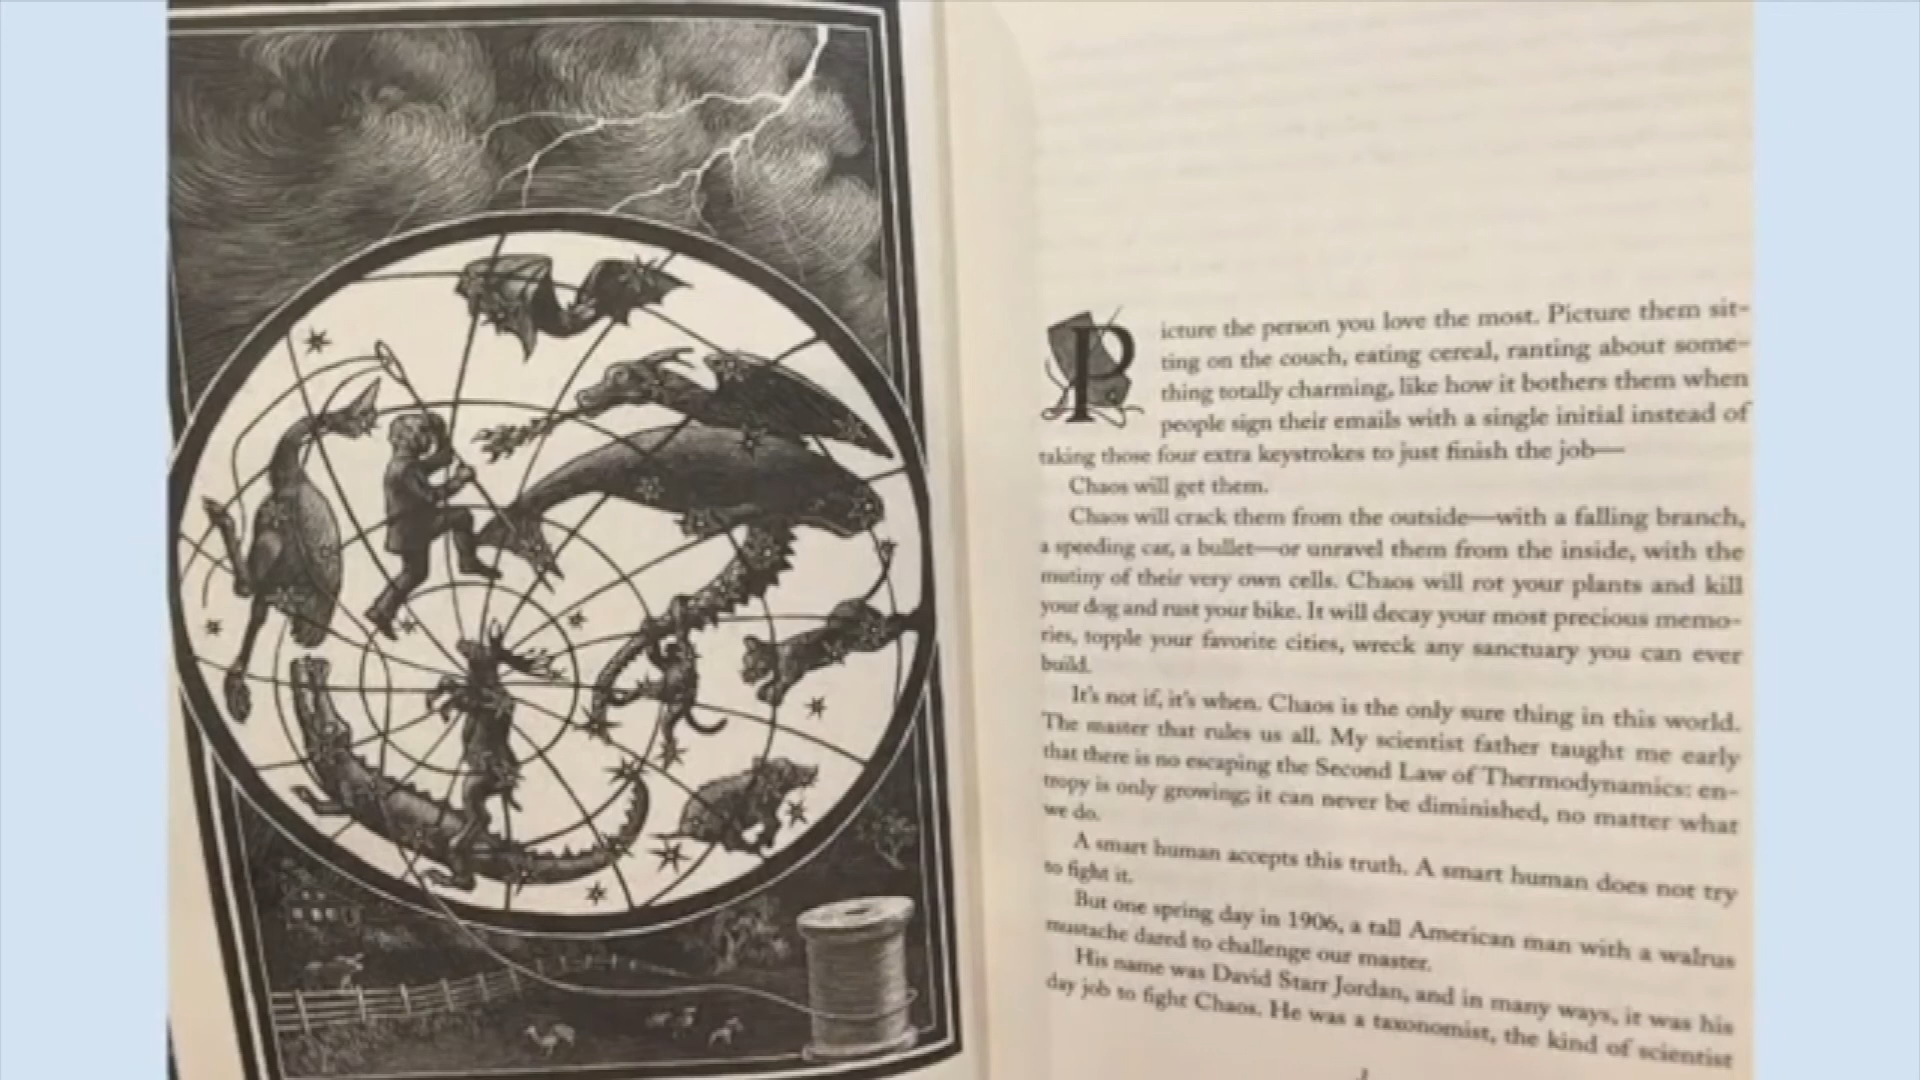 Picture the person you love the most. Picture them sit-
ting on the couch, eating cereal, ranting about some-
thing totally charming, like how it bothers them when
people sign their emails with a single initial instead of
taking those four extra keystrokes to just finish the job—
Chaos will get them.
Chaos will crack them from the outside—with a falling branch,
a speeding car, a bullet—or unravel them from the inside, with the
mutiny of their very own cells. Chaos will rot your plants and kill
your dog and rust your bike. It will decay your most precious memo-
ries, topple your favorite cities, wreck any sanctuary you can ever
build.
It's not if, it's when. Chaos is the only sure thing in this world.
The master that rules us all. My scientist father taught me early
that there is no escaping the Second Law of Thermodynamics: en-
tropy is only growing; it can never be diminished, no matter what
we do.
A smart human accepts this truth. A smart human does not try
to fight it.
But one spring day in 1906, a tall American man with a walrus
mustache dared to challenge our master.
His name was David Starr Jordan, and in many ways, it was his
day job to fight Chaos. He was a taxonomist, the kind of scientist